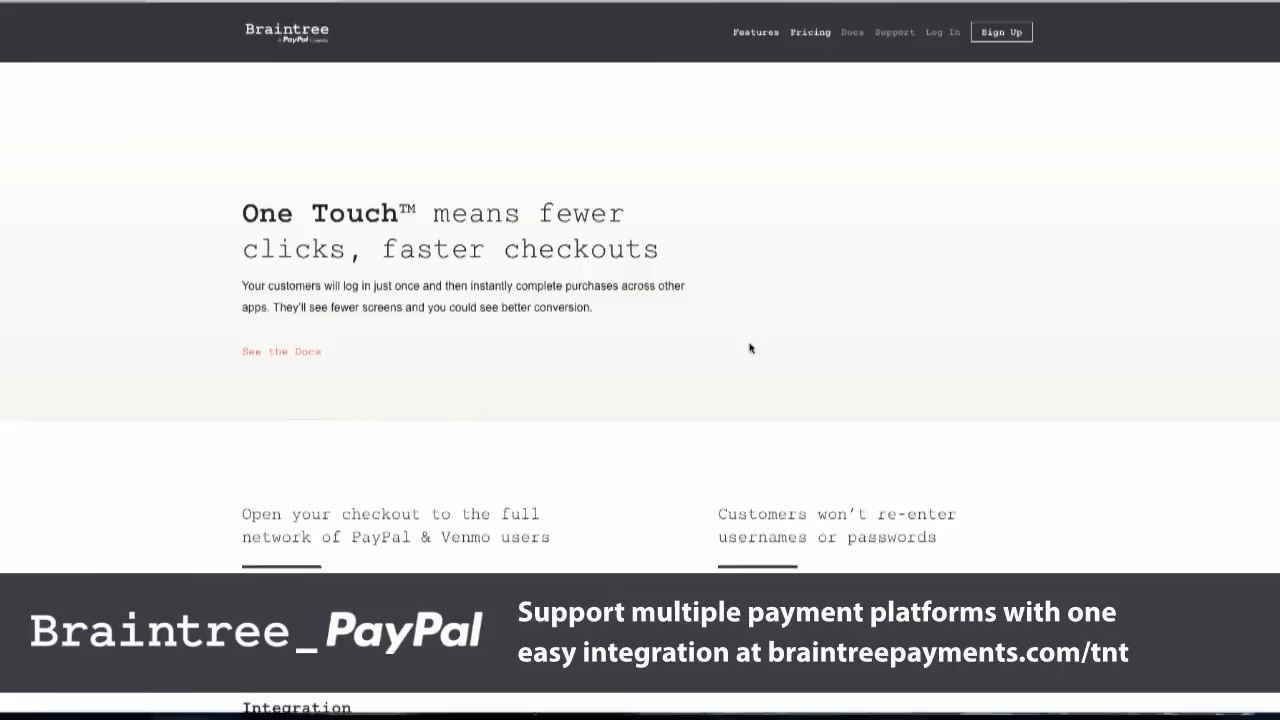 Braintree
A PayPal Company
Features Pricing Docs Support Log In Sign Up
One Touch™ means fewer
clicks, faster checkouts
Your customers will log in just once and then instantly complete purchases across other
apps. They'll see fewer screens and you could see better conversion.
See the Docs
Open your checkout to the full
network of PayPal & Venmo users
Customers won't re-enter
usernames or passwords
Braintree_PayPal
Support multiple payment platforms with one
easy integration at braintreepayments.com/tnt
Integration